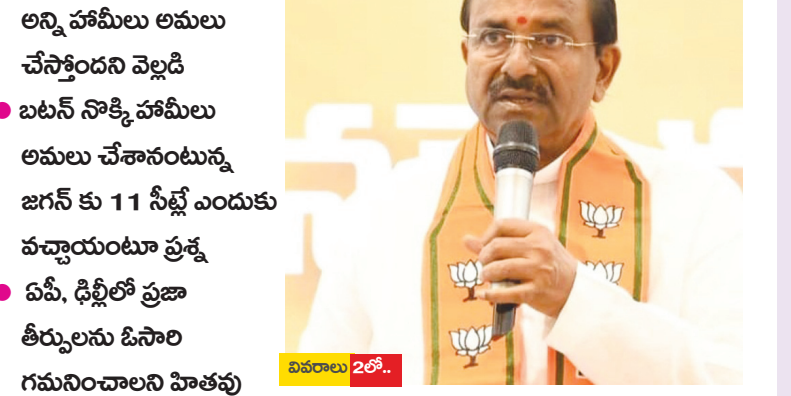 అన్ని హామీలు అమలు
చేస్తోందని వెల్లడి
బటన్ నొక్కి హామీలు
అమలు చేశానంటున్న
జగన్ కు 11 సీట్లే ఎందుకు
వచ్చాయంటూ ప్రశ్న
ఏపీ, ఢిల్లీలో ప్రజా
తీర్పులను ఓసారి
గమనించాలని హితవు
వివరాలు 2లో..